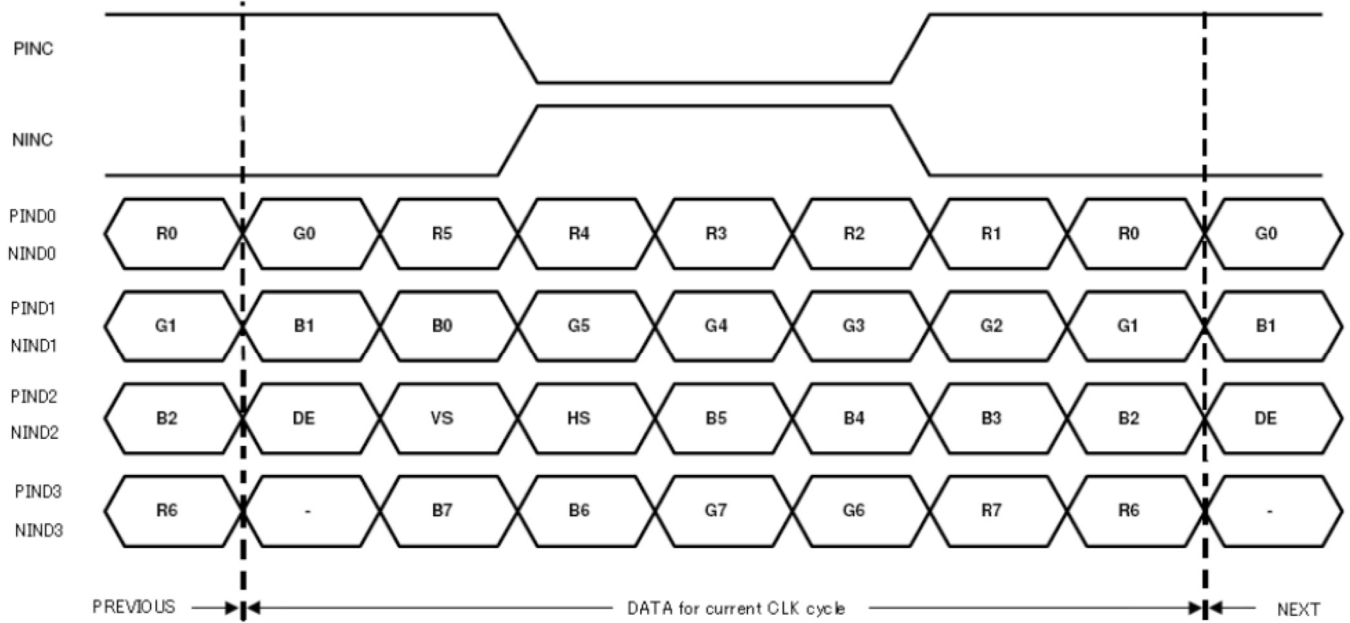 PINC
NINC
PIND0
R0 G0 R5 R4 R3 R2 R1 R0 G0
NIND0
PIND1
G1 B1 B0 G5 G4 G3 G2 G1 B1
NIND1
PIND2
B2 DE VS HS B5 B4 B3 B2 DE
NIND2
PIND3
R6 - B7 B6 G7 G6 R7 R6 -
NIND3
PREVIOUS DATA for current CLK cycle NEXT